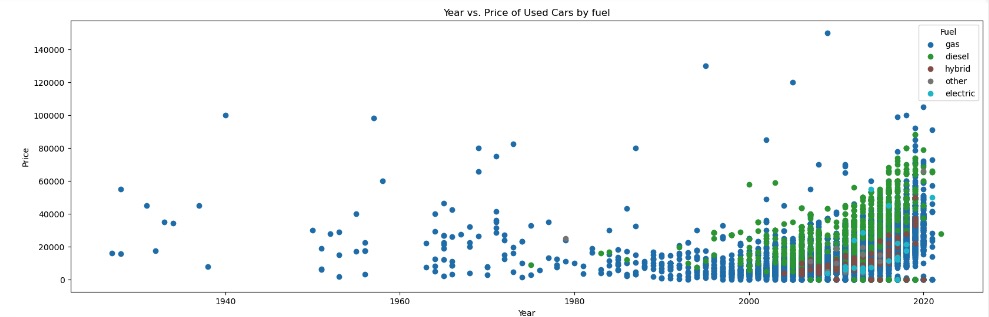 Year vs. Price of Used Cars by fuel
Fuel
gas
diesel
hybrid
other
electric
140000
120000
100000
80000
60000
40000
20000
0
Price
1940
1960
1980
2000
2020
Year